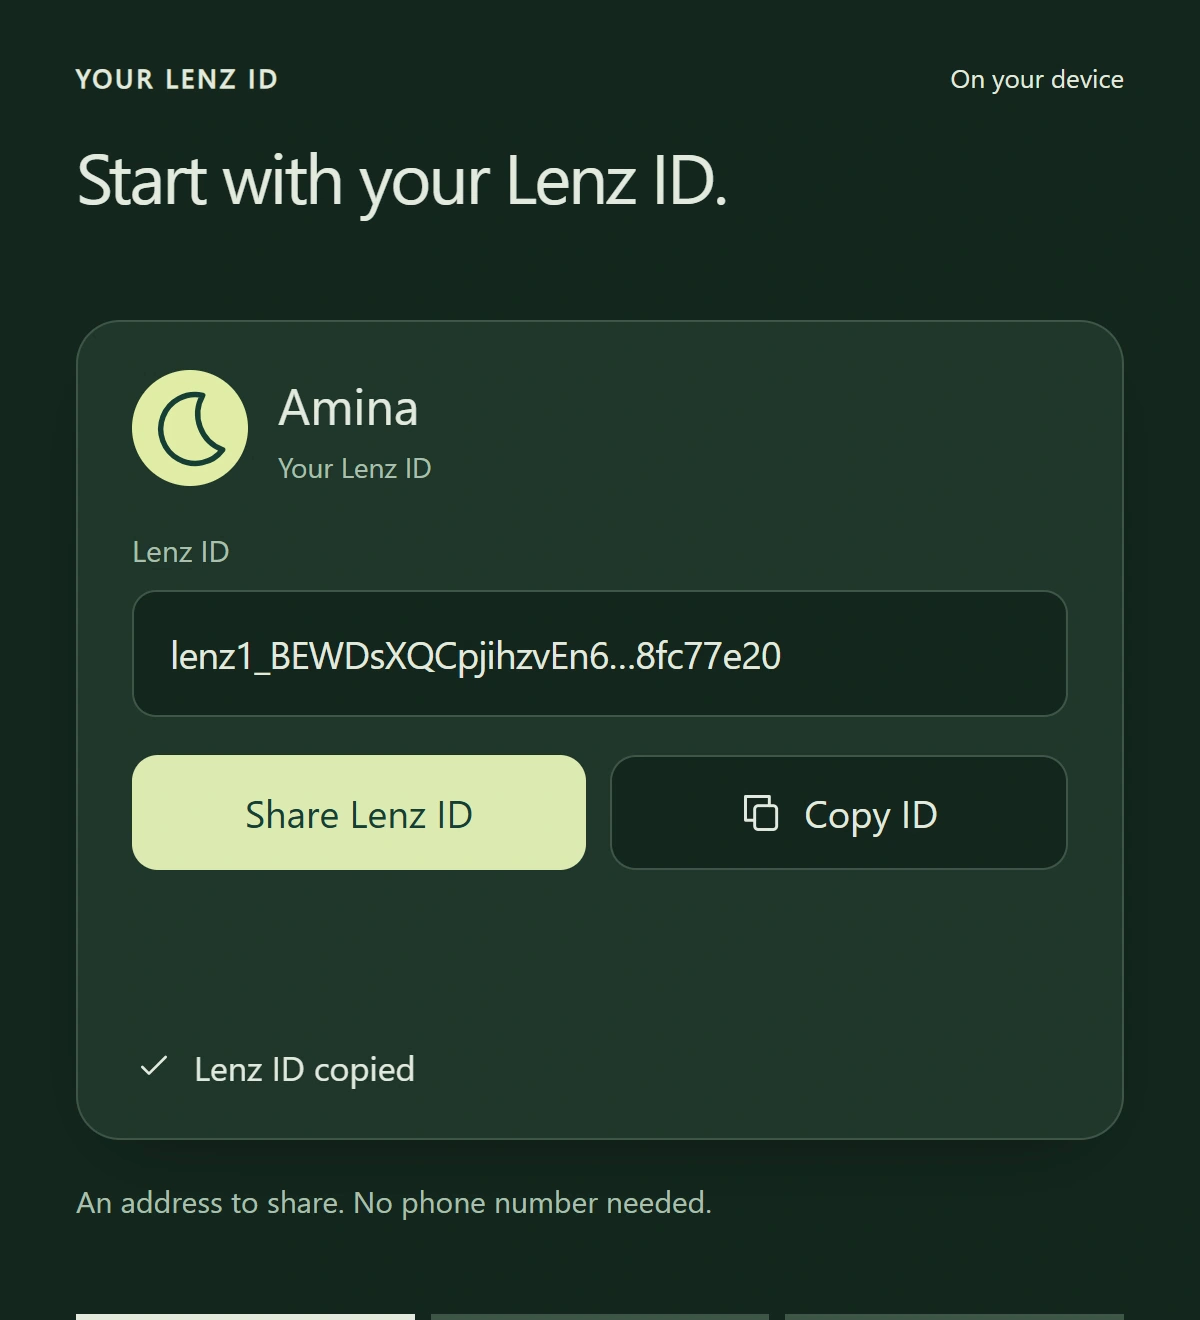 YOUR LENZ ID
On your device
Start with your Lenz ID.
Amina
Your Lenz ID
Lenz ID
lenz1_BEWDsXQCpjihzvEn6...8fc77e20
Share Lenz ID
Copy ID
Lenz ID copied
An address to share. No phone number needed.